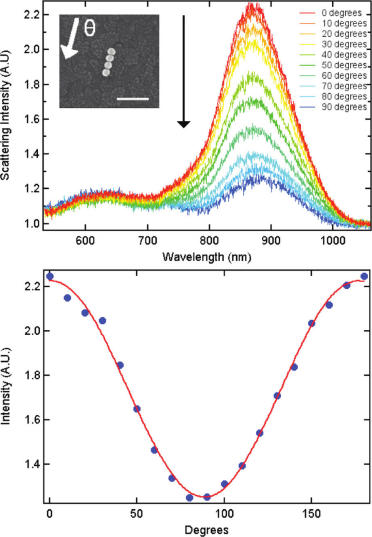 2.2
2.0
1.8
1.6
1.4
1.2
1.0
Scattering Intensity (A.U)
θ
0 degrees
10 degrees
20 degrees
30 degrees
40 degrees
50 degrees
60 degrees
70 degrees
80 degrees
90 degrees
600 700 800 900 1000
Wavelength (nm)
2.2
2.0
1.8
1.6
1.4
Intensity (A.U.)
0 50 100 150
Degrees